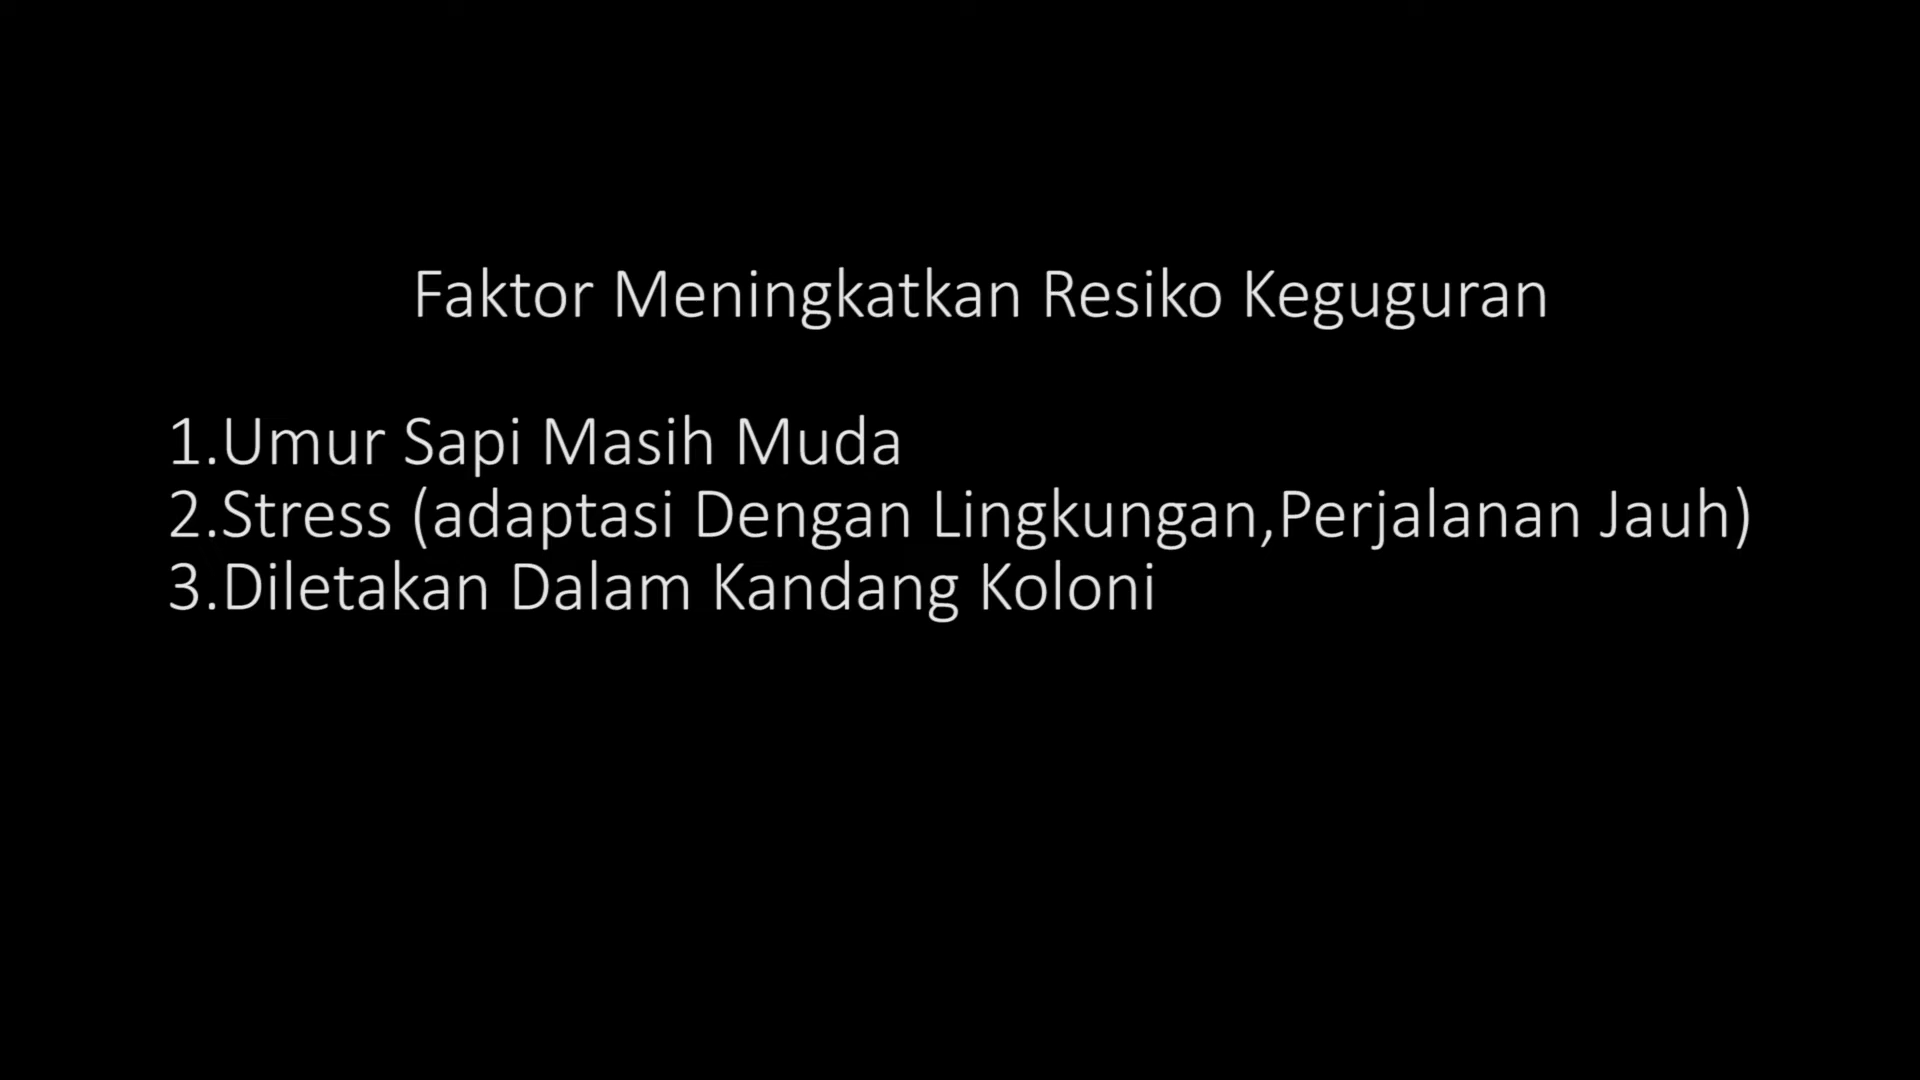 Faktor Meningkatkan Resiko Keguguran
1.Umur Sapi Masih Muda
2.Stress (adaptasi Dengan Lingkungan,Perjalanan Jauh)
3.Diletakan Dalam Kandang Koloni